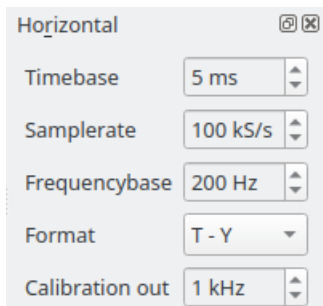 Horizontal
Timebase 5 ms
Samplerate 100 kS/s
Frequencybase 200 Hz
Format T - Y
Calibration out 1 kHz